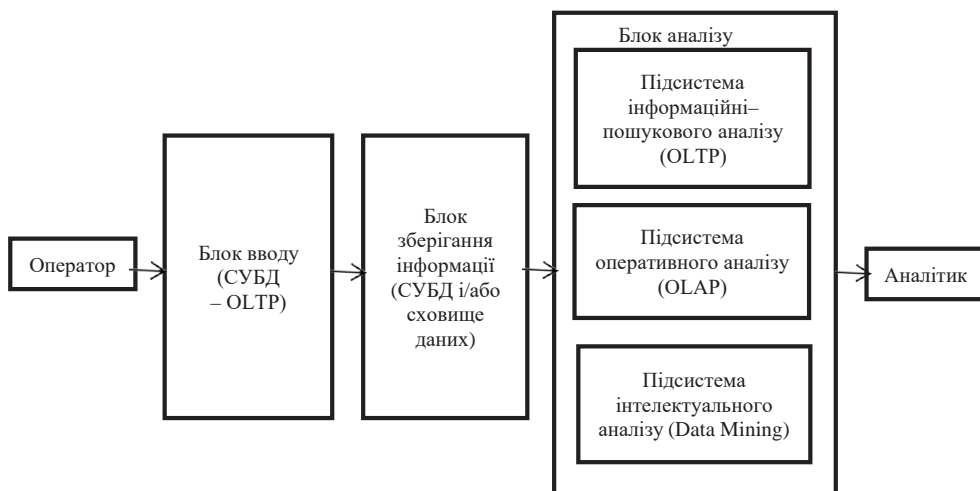 Оператор
Блок вводу
(СУБД
– OLTP)
Блок
зберігання
інформації
(СУБД і/або
сховище
даних)
Блок аналізу
Підсистема
інформаційні–
пошукового аналізу
(OLTP)
Підсистема
оперативного аналізу
(OLAP)
Підсистема
інтелектуального
аналізу (Data Mining)
Аналітик